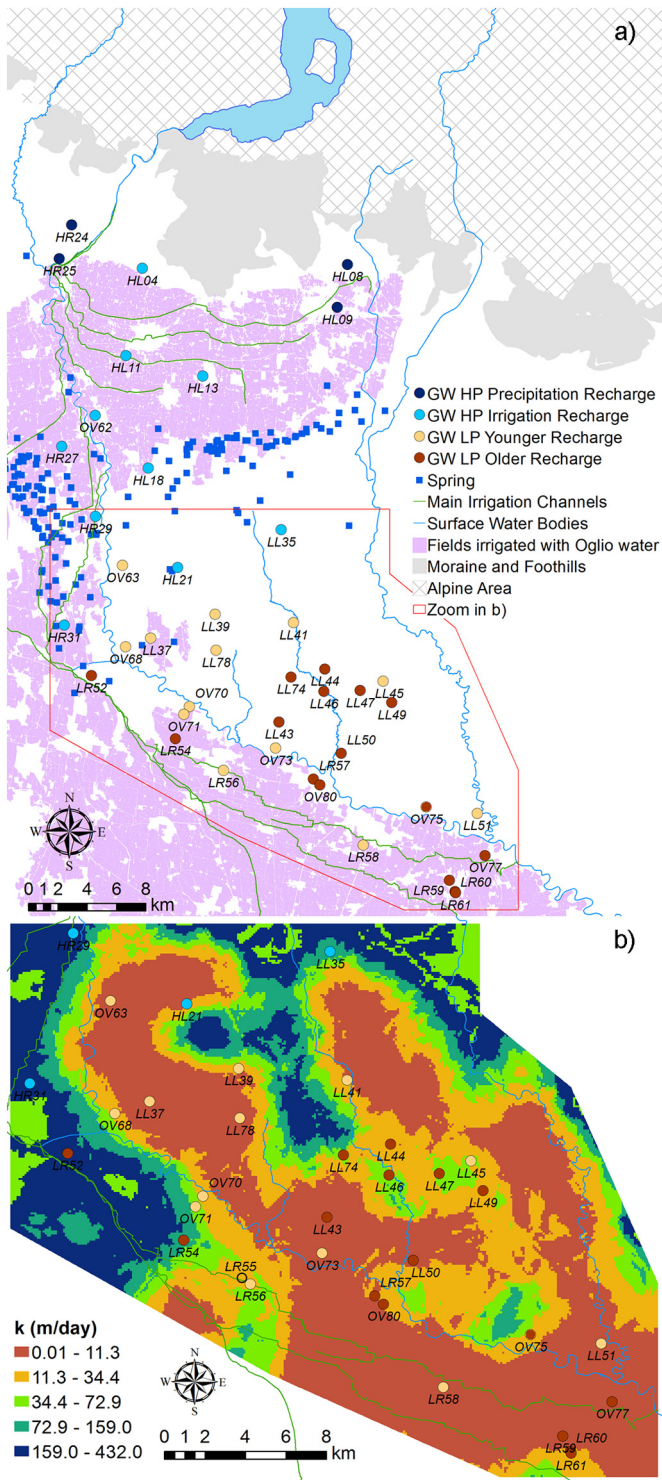 a)
HR24
HR25
HL04
HL08
HL09
HL11
HL13
GW HP Precipitation Recharge
GW HP Irrigation Recharge
GW LP Younger Recharge
GW LP Older Recharge
Spring
Main Irrigation Channels
Surface Water Bodies
Fields irrigated with Oglio water
Moraine and Foothills
Alpine Area
Zoom in b)
OV62
HR27
HL18
HR29
LL35
OV63
HL21
LL39
LL41
HR31
OV68
LL37
LL78
LR52
LL74
LL44
LL45
LL46
LL47
LL49
OV70
OV71
LL43
LR54
OV73
LL50
LR56
LR57
OV80
OV75
LL51
LR58
OV77
LR59
LR60
LR61
N
W
E
S
0 2 4 6 8
km
b)
HR29
LL35
OV63
HL21
LL39
LL41
HR31
LL37
OV68
LL78
LL44
LR52
LL74
LL45
LL46
LL47
LL49
OV70
OV71
LL43
LR54
OV73
LL50
LR55
LR56
LR57
OV80
OV75
LL51
LR58
OV77
LR59
LR60
LR61
k (m/day)
0.01 - 11.3
11.3 - 34.4
34.4 - 72.9
72.9 - 159.0
159.0 - 432.0
N
W
E
S
0 2 4 6 8
km